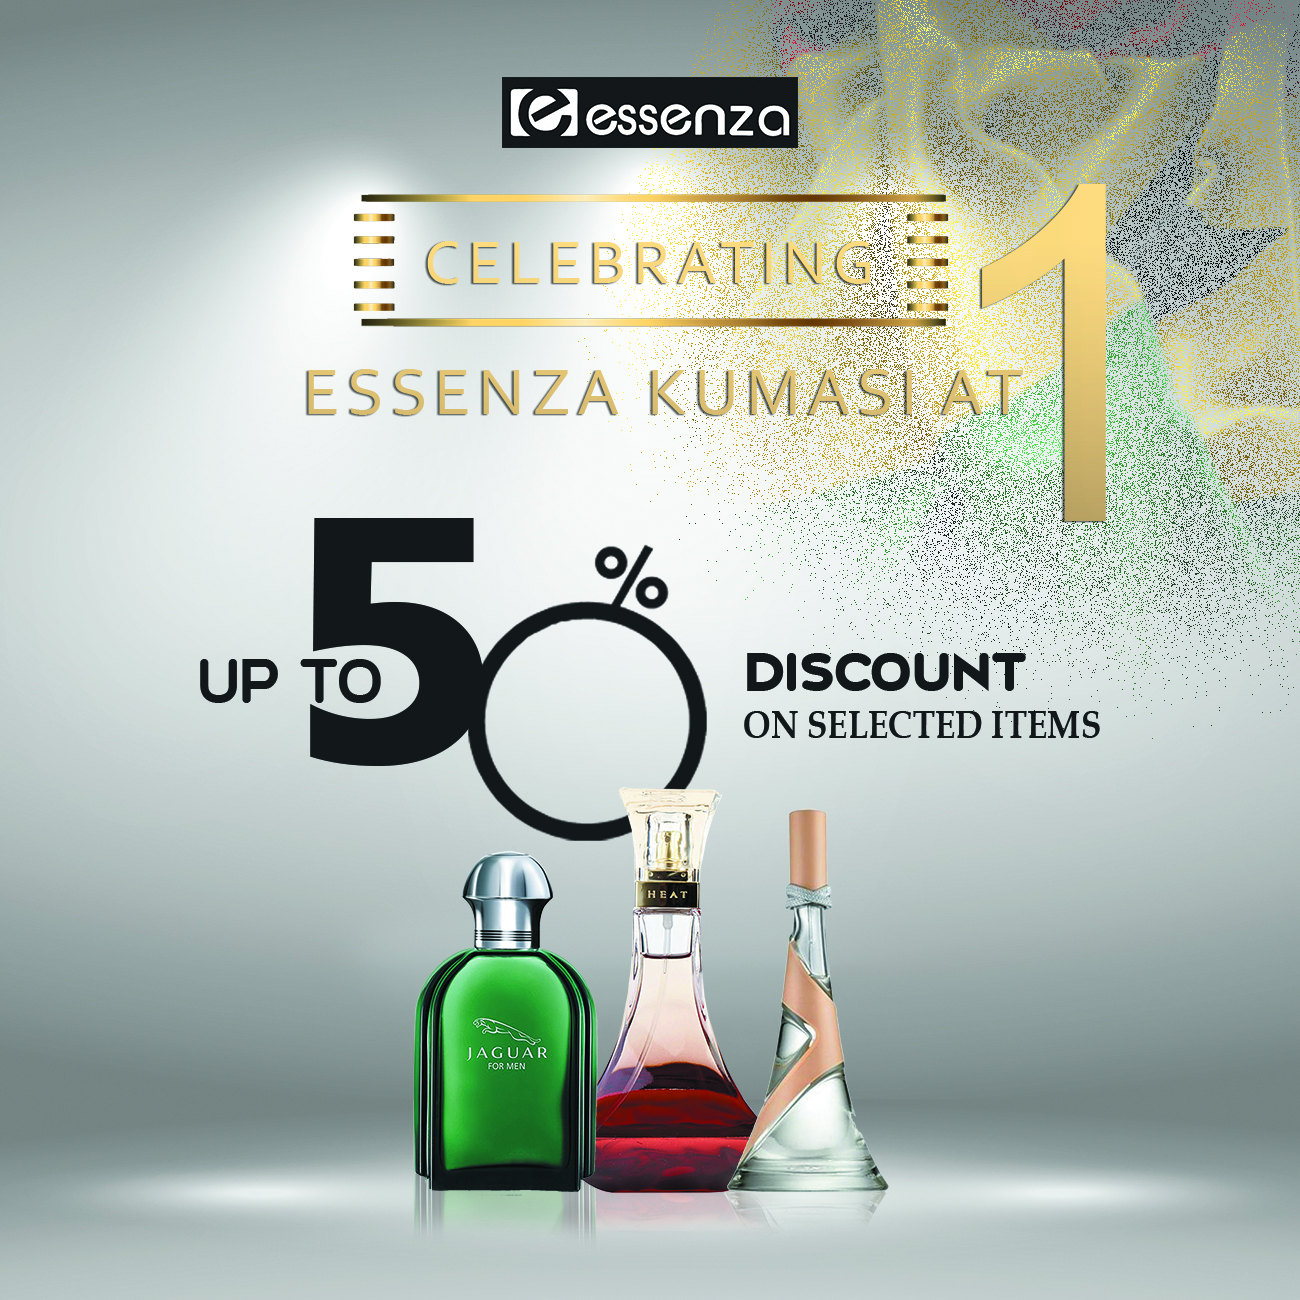 e essenza
CELEBRATING
ESSENZA KUMASI AT 1
UP TO 50%
DISCOUNT
ON SELECTED ITEMS
HEAT
JAGUAR
FOR MEN